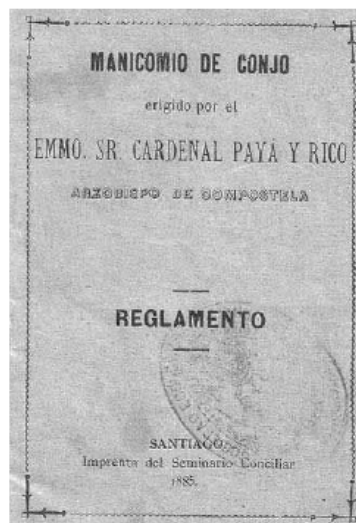 MANICOMIO DE CONJO
erigido por el
EMMO. SR. CARDENAL PAYÁ Y RICO
ARZOBISPO DE COMPOSTELA
REGLAMENTO
SANTIAGO.
Imprenta del Seminario Conciliar
1885.